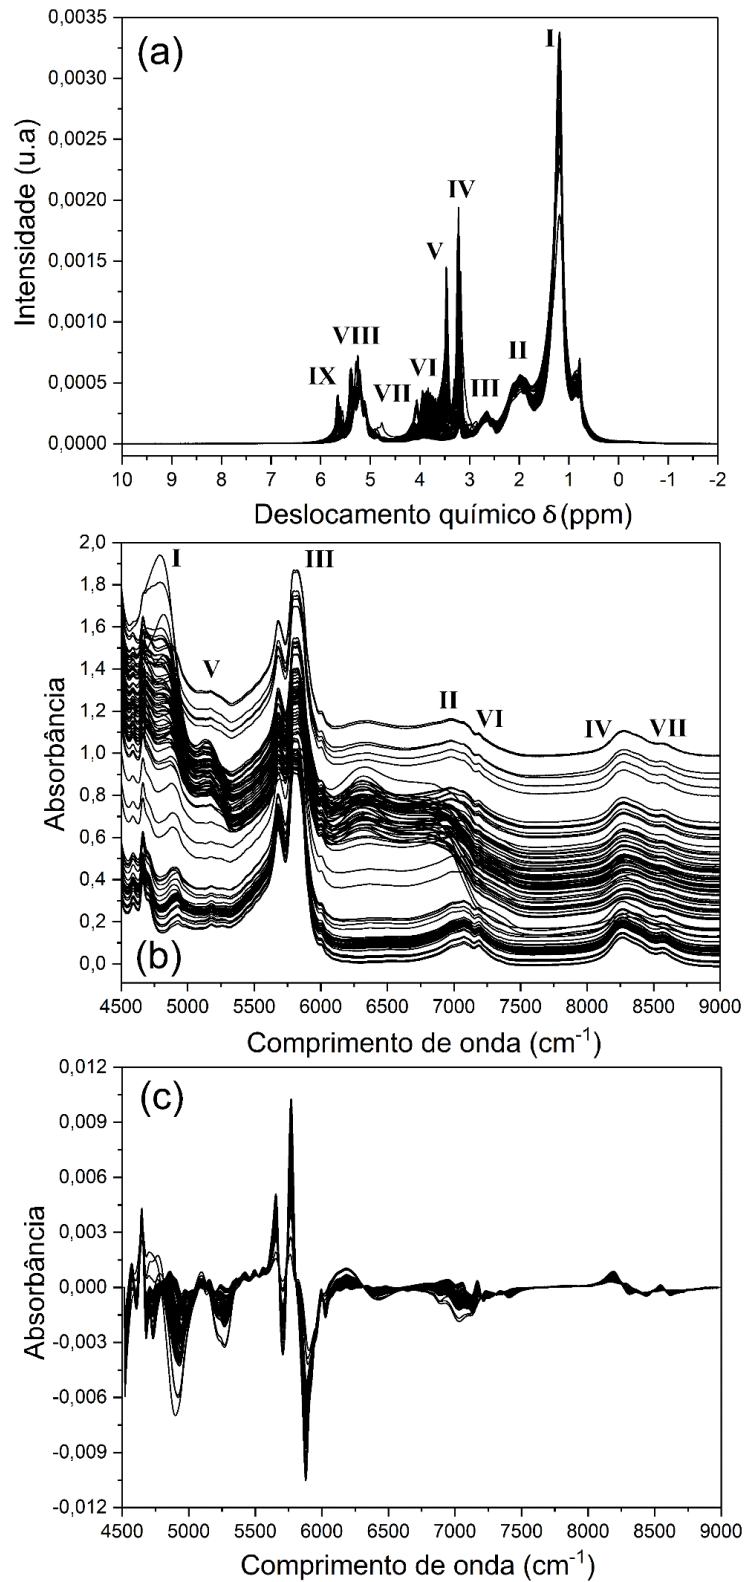 (a)
I
IV
V
VIII
II
VI
IX
VII
III
0,0035
0,0030
0,0025
0,0020
0,0015
0,0010
0,0005
0,0000
Intensidade (u.a)
10 9 8 7 6 5 4 3 2 1 0 -1 -2
Deslocamento químico δ (ppm)
2,0
1,8
1,6
1,4
1,2
1,0
0,8
0,6
0,4
0,2
0,0
Absorbância
I
III
V
II
VI
IV
VII
(b)
4500 5000 5500 6000 6500 7000 7500 8000 8500 9000
Comprimento de onda (cm⁻¹)
(c)
0,012
0,009
0,006
0,003
0,000
-0,003
-0,006
-0,009
-0,012
Absorbância
4500 5000 5500 6000 6500 7000 7500 8000 8500 9000
Comprimento de onda (cm⁻¹)